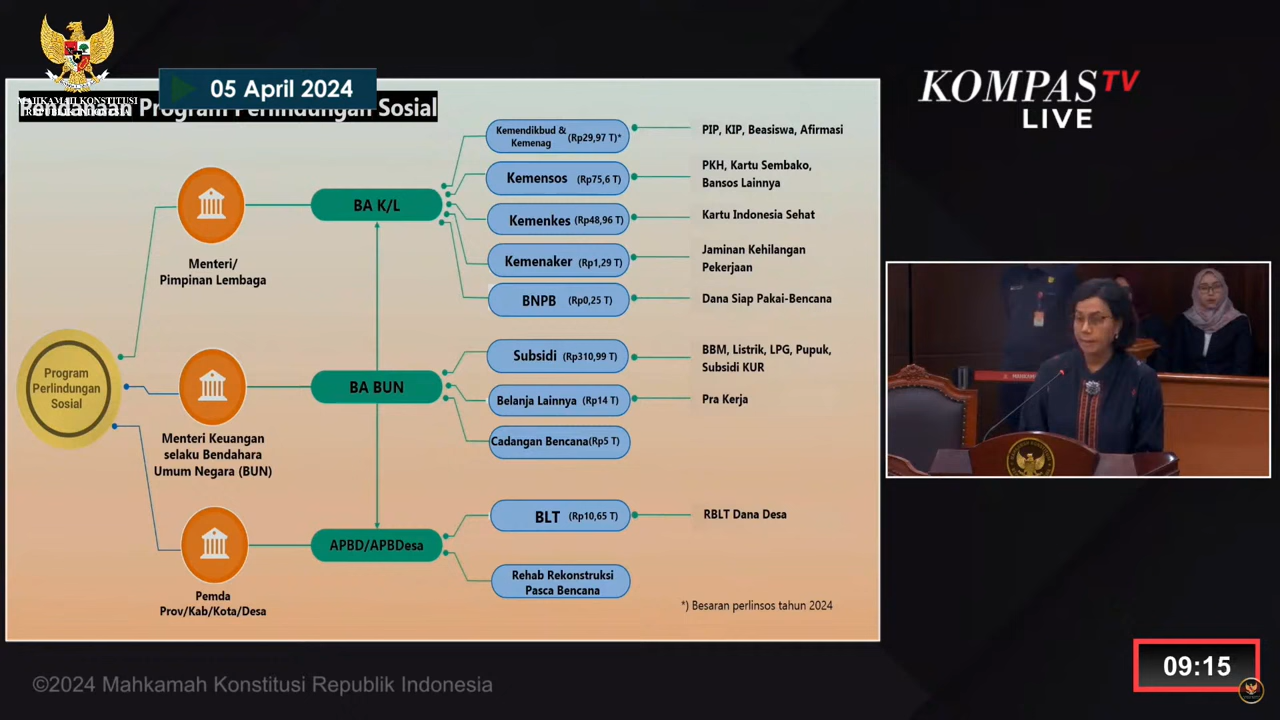 MAHKAMAH KONSTITUSI
REPUBLIK INDONESIA
05 April 2024
Pendanaan Program Perlindungan Sosial
KOMPASTV
LIVE
Program
Perlindungan
Sosial
Menteri/
Pimpinan Lembaga
BA K/L
Kemendikbud &
Kemenag
(Rp29,97 T)*
PIP, KIP, Beasiswa, Afirmasi
Kemensos (Rp75,6 T)
PKH, Kartu Sembako,
Bansos Lainnya
Kemenkes (Rp48,96 T)
Kartu Indonesia Sehat
Kemenaker (Rp1,29 T)
Jaminan Kehilangan
Pekerjaan
BNPB (Rp0,25 T)
Dana Siap Pakai-Bencana
Menteri Keuangan
selaku Bendahara
Umum Negara (BUN)
BA BUN
Subsidi (Rp310,99 T)
BBM, Listrik, LPG, Pupuk,
Subsidi KUR
Belanja Lainnya (Rp14 T)
Pra Kerja
Cadangan Bencana(Rp5 T)
Pemda
Prov/Kab/Kota/Desa
APBD/APBDesa
BLT (Rp10,65 T)
RBLT Dana Desa
Rehab Rekonstruksi
Pasca Bencana
*) Besaran perlinsos tahun 2024
©2024 Mahkamah Konstitusi Republik Indonesia
09:15